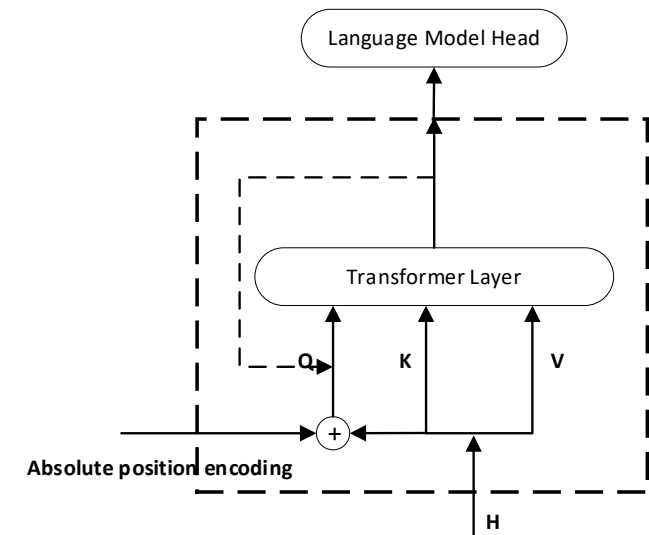 Language Model Head
Transformer Layer
Q K V
+
Absolute position encoding
H